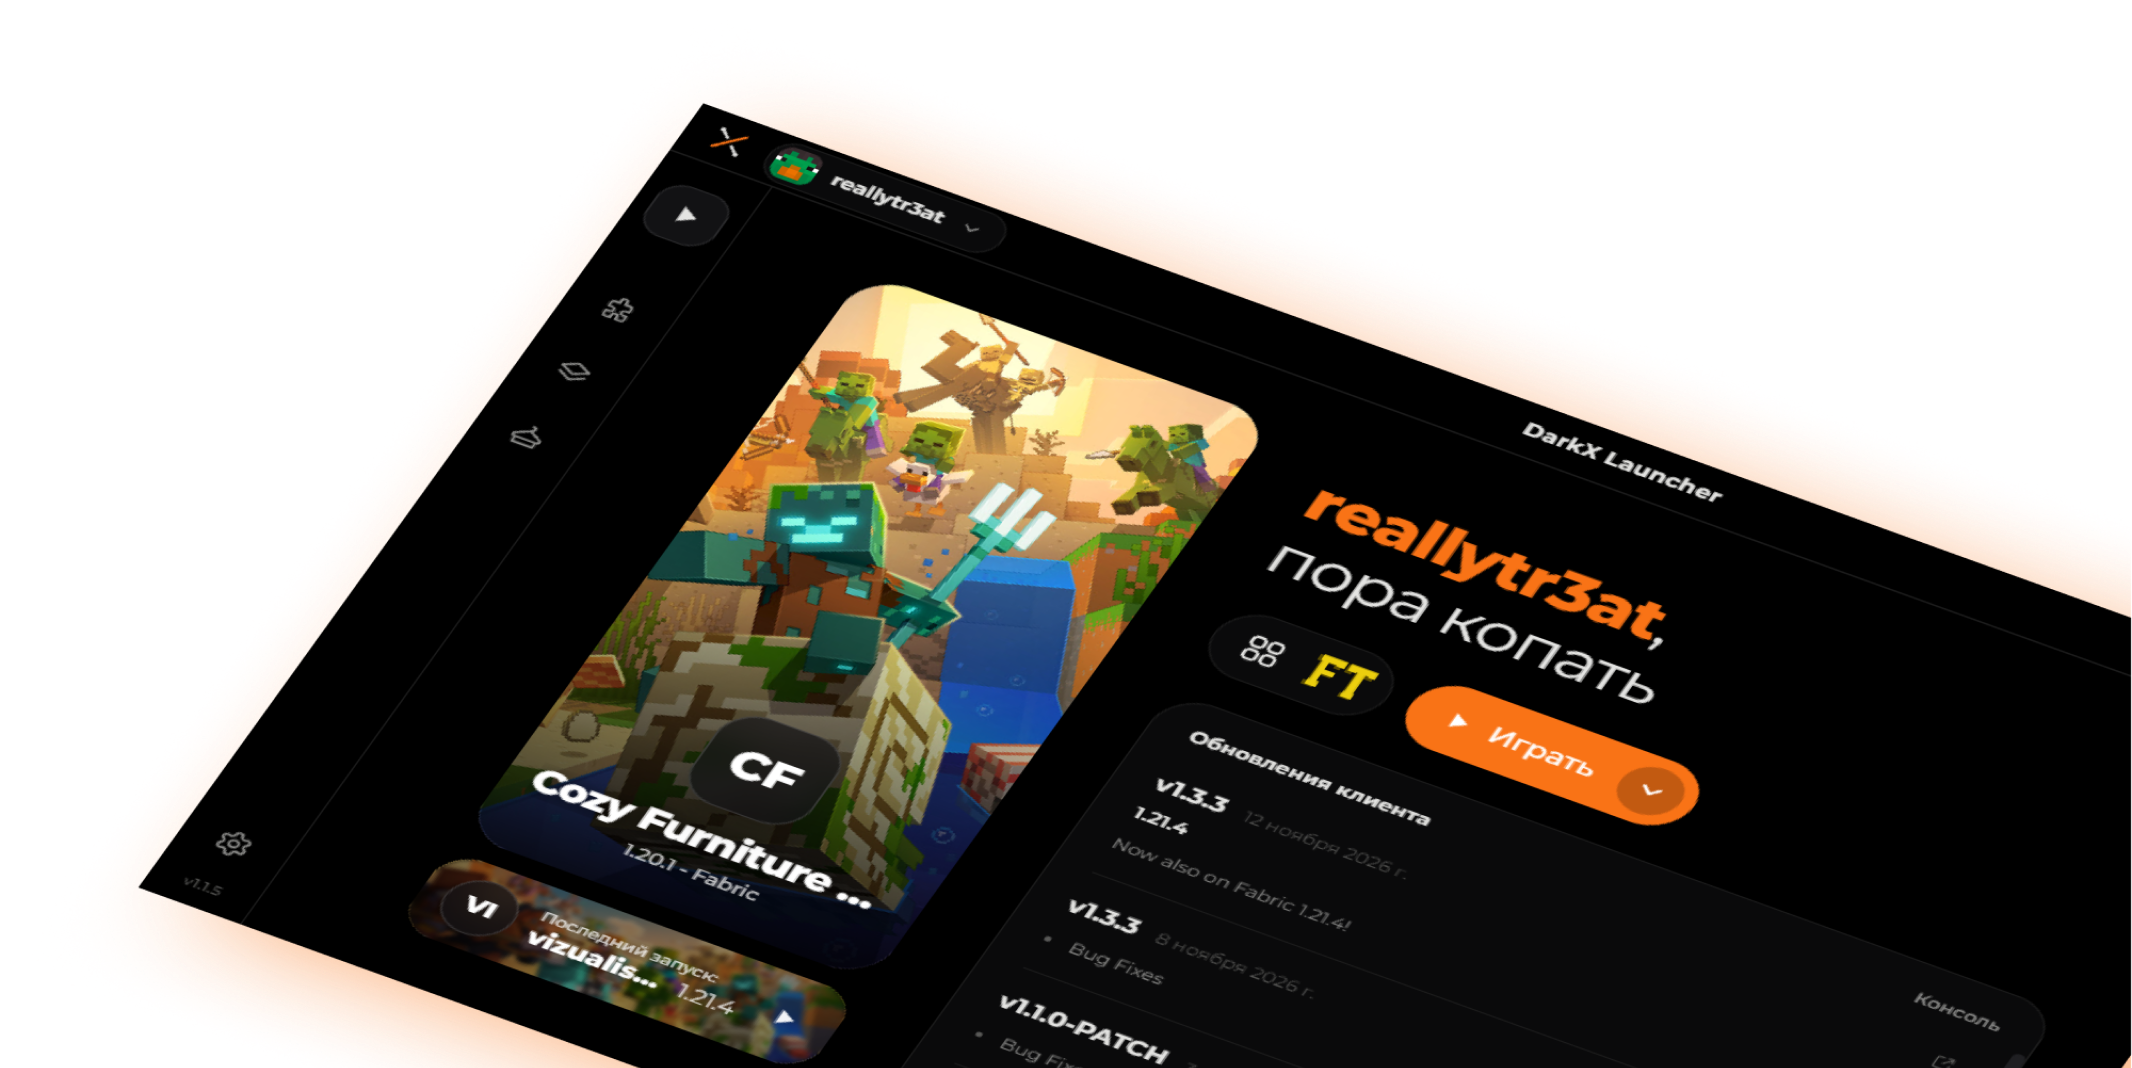 reallytr3at
DarkX Launcher
reallytr3at,
пора копать
FT
Играть
CF
Cozy Furniture ...
1.20.1 - Fabric
VI
Последний запуск:
vizualis...
1.21.4
Обновления клиента
v1.3.3 12 ноября 2026 г.
1.21.4
Now also on Fabric 1.21.4!
v1.3.3 8 ноября 2026 г.
• Bug Fixes
v1.1.0-PATCH
• Bug
Консоль
v1.1.5